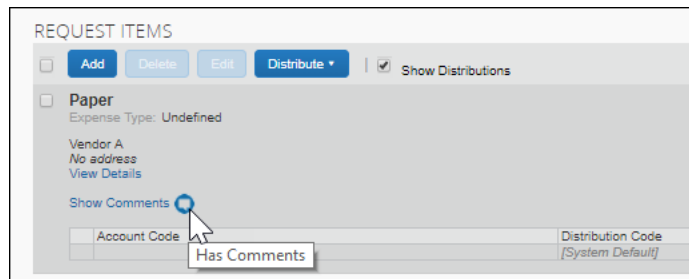 REQUEST ITEMS
Add Delete Edit Distribute Show Distributions
Paper
Expense Type: Undefined
Vendor A
No address
View Details
Show Comments
Has Comments
Account Code Distribution Code
[System Default]